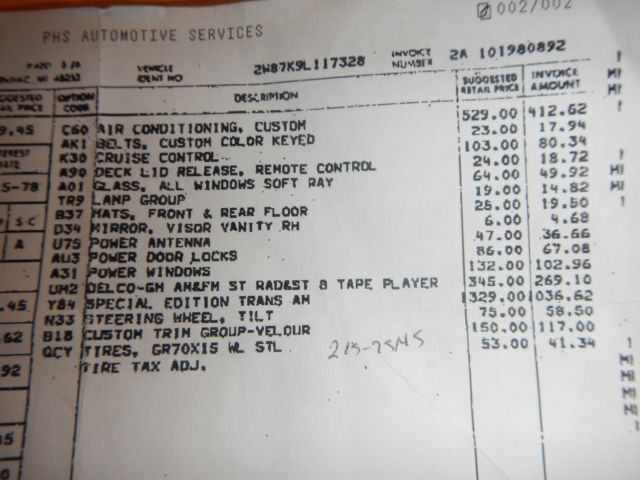 002/002
PHS AUTOMOTIVE SERVICES
VEHICLE IDENT NO 2W87K9L117328 INVOICE NUMBER 2A 101980892
OPTION CODE DESCRIPTION SUGGESTED RETAIL PRICE INVOICE AMOUNT
C60 AIR CONDITIONING, CUSTOM 529.00 412.62
AK1 BELTS, CUSTOM COLOR KEYED 23.00 17.94
K30 CRUISE CONTROL 103.00 80.34
A90 DECK LID RELEASE, REMOTE CONTROL 24.00 18.72
A01 GLASS, ALL WINDOWS SOFT RAY 64.00 49.92
TR9 LAMP GROUP 19.00 14.82
B37 MATS, FRONT & REAR FLOOR 25.00 19.50
D34 MIRROR, VISOR VANITY RH 6.00 4.68
U75 POWER ANTENNA 47.00 36.66
AU3 POWER DOOR LOCKS 86.00 67.08
A31 POWER WINDOWS 132.00 102.96
UM2 DELCO-GM AM&FM ST RAD&ST 8 TAPE PLAYER 345.00 269.10
Y84 SPECIAL EDITION TRANS AM 1329.00 1036.62
N33 STEERING WHEEL, TILT 75.00 58.50
B18 CUSTOM TRIM GROUP-VELOUR 150.00 117.00
QCY TIRES, GR70X15 WL STL 53.00 41.34
TIRE TAX ADJ.